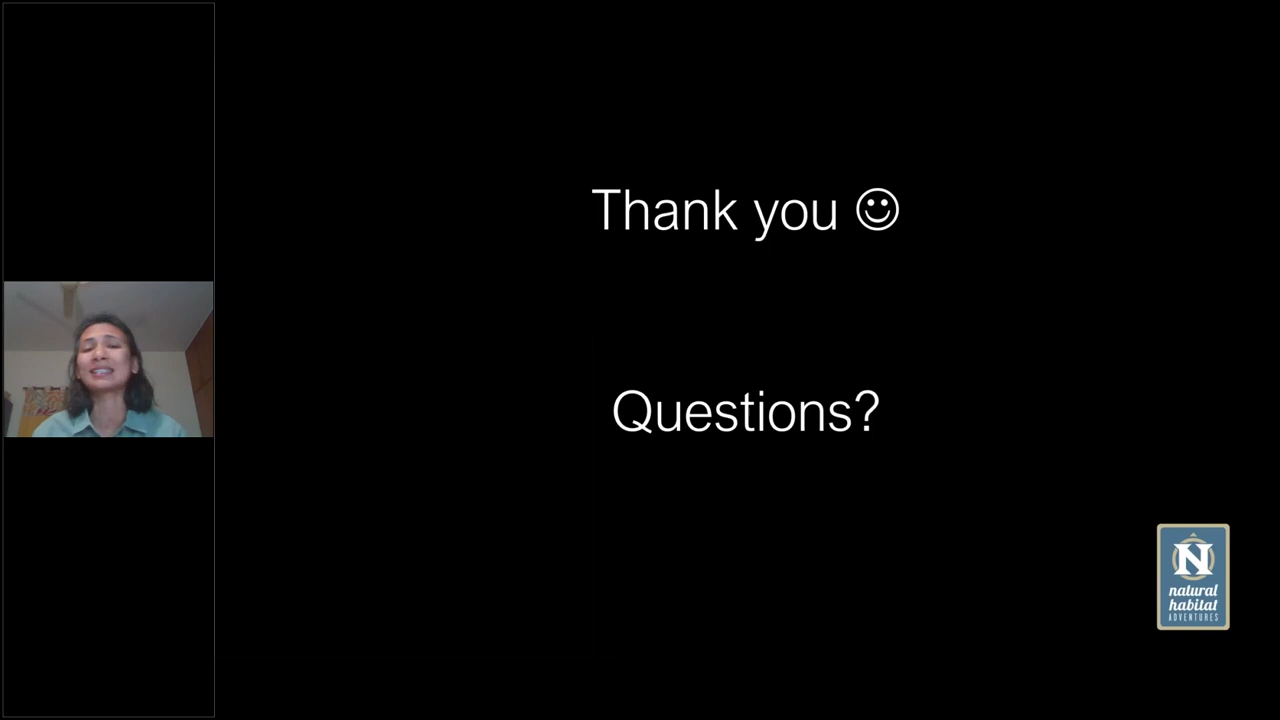 Thank you ☺
Questions?
N
natural
habitat
ADVENTURES